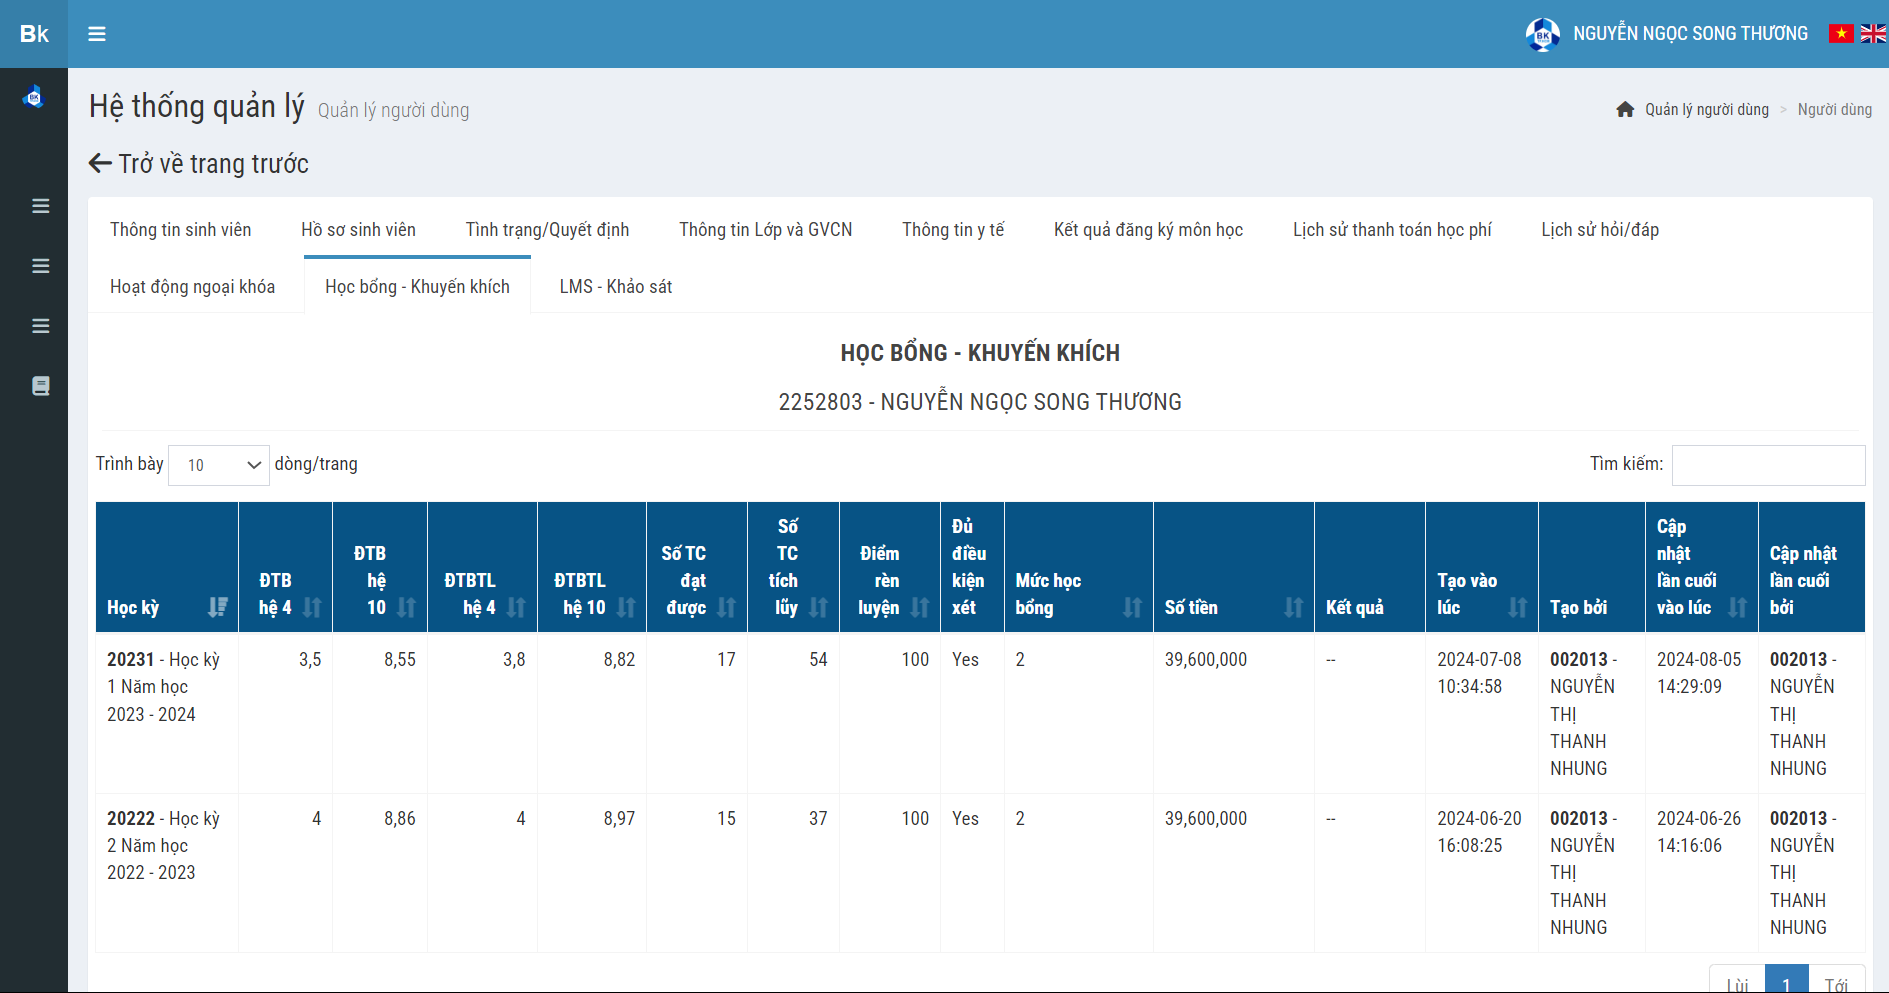 Bk
NGUYỄN NGỌC SONG THƯƠNG
Hệ thống quản lý Quản lý người dùng
Quản lý người dùng > Người dùng
Trở về trang trước
Thông tin sinh viên Hồ sơ sinh viên Tình trạng/Quyết định Thông tin Lớp và GVCN Thông tin y tế Kết quả đăng ký môn học Lịch sử thanh toán học phí Lịch sử hỏi/đáp
Hoạt động ngoại khóa Học bổng - Khuyến khích LMS - Khảo sát
HỌC BỔNG - KHUYẾN KHÍCH
2252803 - NGUYỄN NGỌC SONG THƯƠNG
Trình bày 10 dòng/trang
Tìm kiếm:
Học kỳ
ĐTB
hệ 4
ĐTB
hệ
10
ĐTBTL
hệ 4
ĐTBTL
hệ 10
Số TC
đạt
được
Số
TC
tích
lũy
Điểm
rèn
luyện
Đủ
điều
kiện
xét
Mức học
bổng
Số tiền
Kết quả
Tạo vào
lúc
Tạo bởi
Cập
nhật
lần cuối
vào lúc
Cập nhật
lần cuối
bởi
20231 - Học kỳ
1 Năm học
2023 - 2024
3,5
8,55
3,8
8,82
17
54
100
Yes
2
39,600,000
--
2024-07-08
10:34:58
002013 -
NGUYỄN
THỊ
THANH
NHUNG
2024-08-05
14:29:09
002013 -
NGUYỄN
THỊ
THANH
NHUNG
20222 - Học kỳ
2 Năm học
2022 - 2023
4
8,86
4
8,97
15
37
100
Yes
2
39,600,000
--
2024-06-20
16:08:25
002013 -
NGUYỄN
THỊ
THANH
NHUNG
2024-06-26
14:16:06
002013 -
NGUYỄN
THỊ
THANH
NHUNG
Lùi 1 Tới